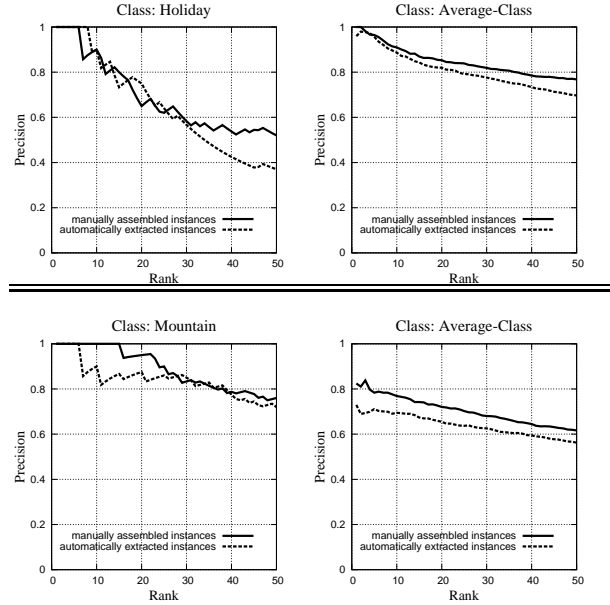 Class: Holiday
1
0.8
0.6
0.4
0.2
0
Precision
manually assembled instances
automatically extracted instances
0 10 20 30 40 50
Rank
Class: Average-Class
1
0.8
0.6
0.4
0.2
0
Precision
manually assembled instances
automatically extracted instances
0 10 20 30 40 50
Rank
Class: Mountain
1
0.8
0.6
0.4
0.2
0
Precision
manually assembled instances
automatically extracted instances
0 10 20 30 40 50
Rank
Class: Average-Class
1
0.8
0.6
0.4
0.2
0
Precision
manually assembled instances
automatically extracted instances
0 10 20 30 40 50
Rank